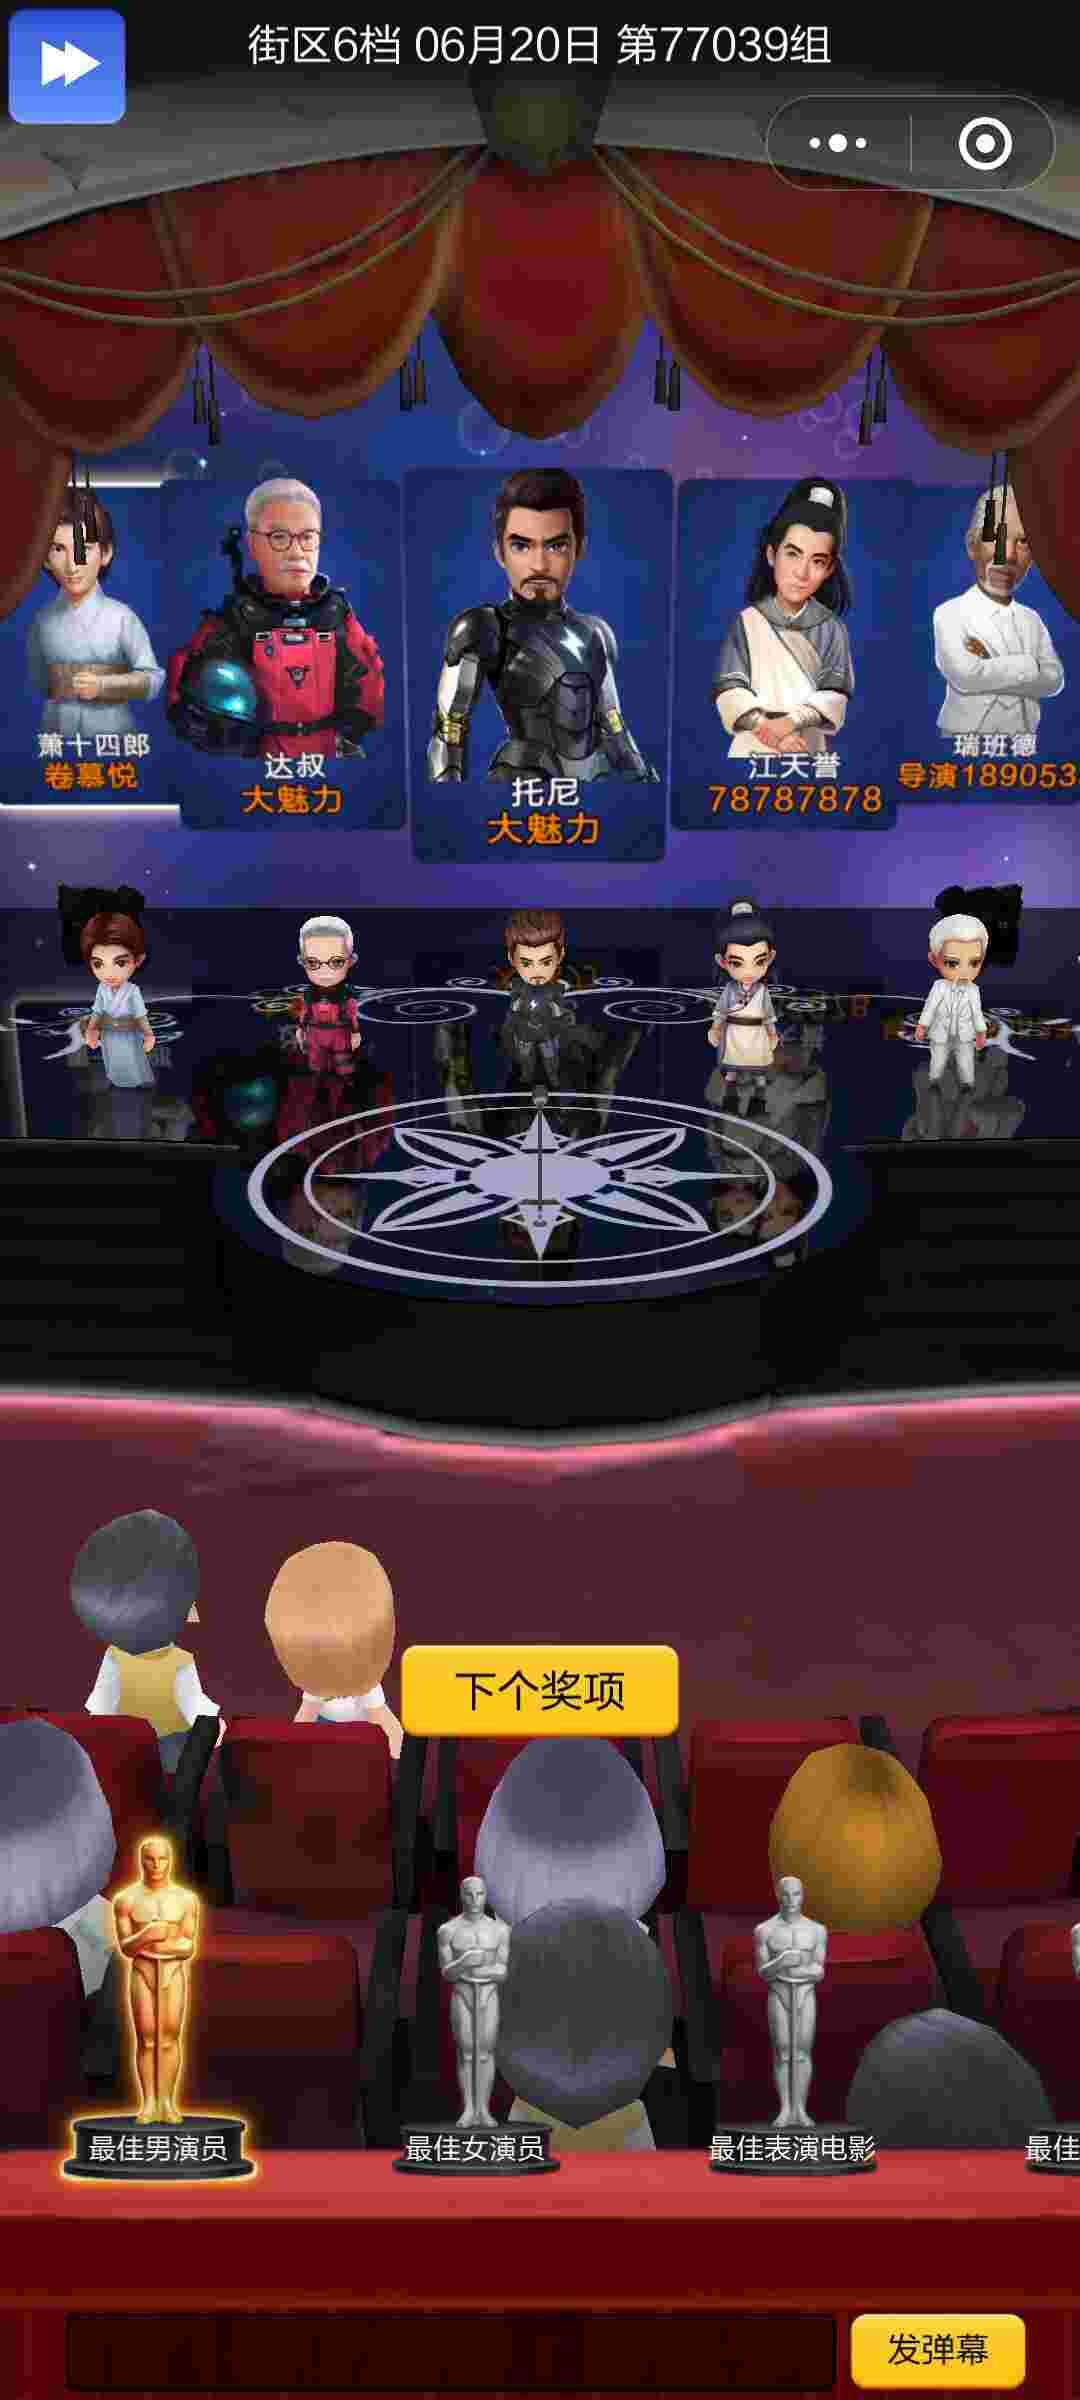 街区6档 06月20日 第77039组
萧十四郎
卷慕悦
达叔
大魅力
托尼
大魅力
江天誉
78787878
瑞班德
导演189053
下个奖项
最佳男演员
最佳女演员
最佳表演电影
最佳
发弹幕